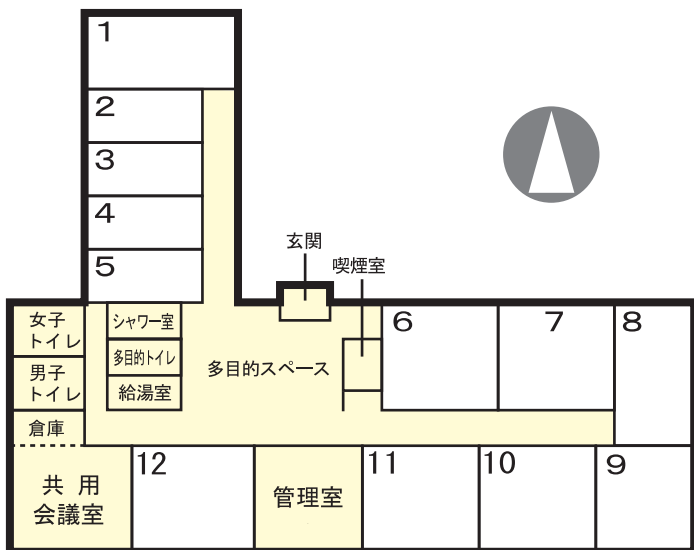 1
2
3
4
5
玄関
喫煙室
女子
トイレ
シャワー室
6
7
8
男子
トイレ
多目的トイレ
多目的スペース
給湯室
倉庫
共用
会議室
12
管理室
11
10
9